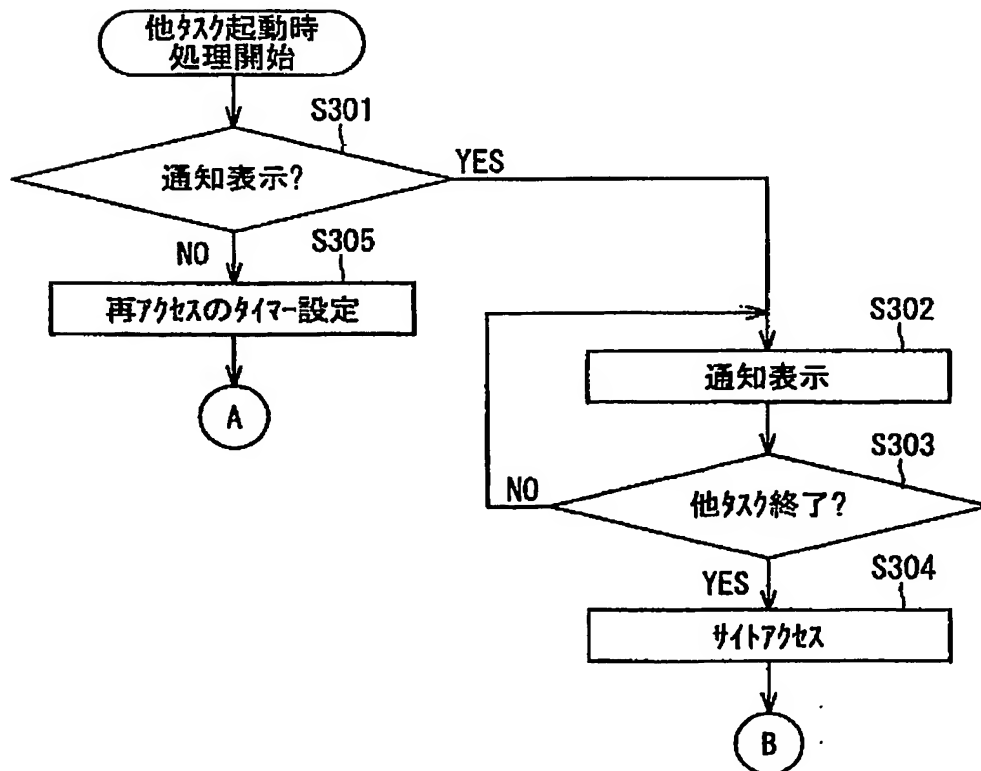 他タスク起動時
処理開始
S301
通知表示?
YES
NO
S305
再アクセスのタイマー設定
A
S302
通知表示
S303
他タスク終了?
NO
YES
S304
サイトアクセス
B